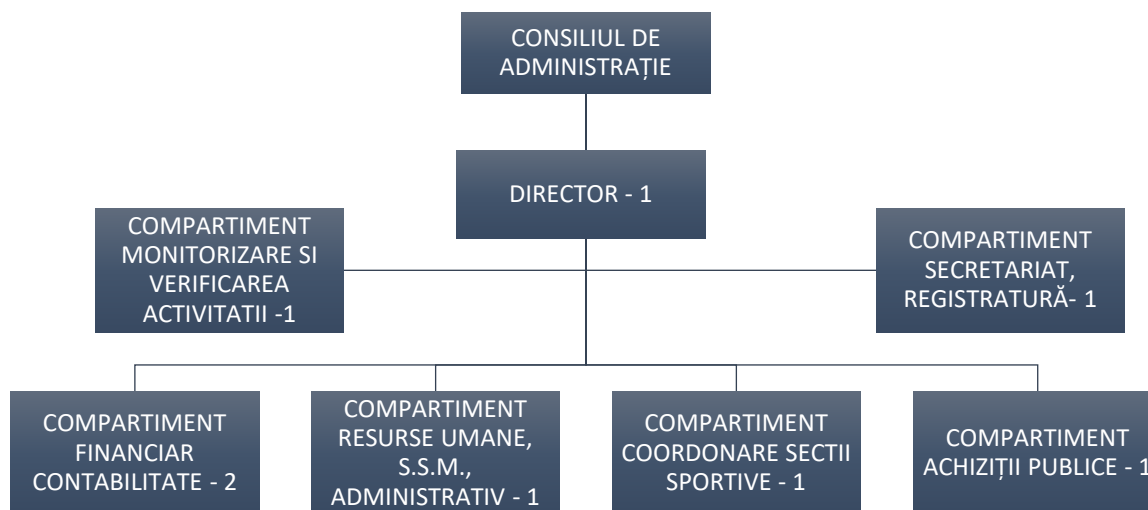 CONSILIUL DE
ADMINISTRAȚIE
DIRECTOR - 1
COMPARTIMENT
MONITORIZARE SI
VERIFICAREA
ACTIVITATII -1
COMPARTIMENT
SECRETARIAT,
REGISTRATURĂ- 1
COMPARTIMENT
FINANCIAR
CONTABILITATE - 2
COMPARTIMENT
RESURSE UMANE,
S.S.M.,
ADMINISTRATIV - 1
COMPARTIMENT
COORDONARE SECTII
SPORTIVE - 1
COMPARTIMENT
ACHIZIȚII PUBLICE - 1